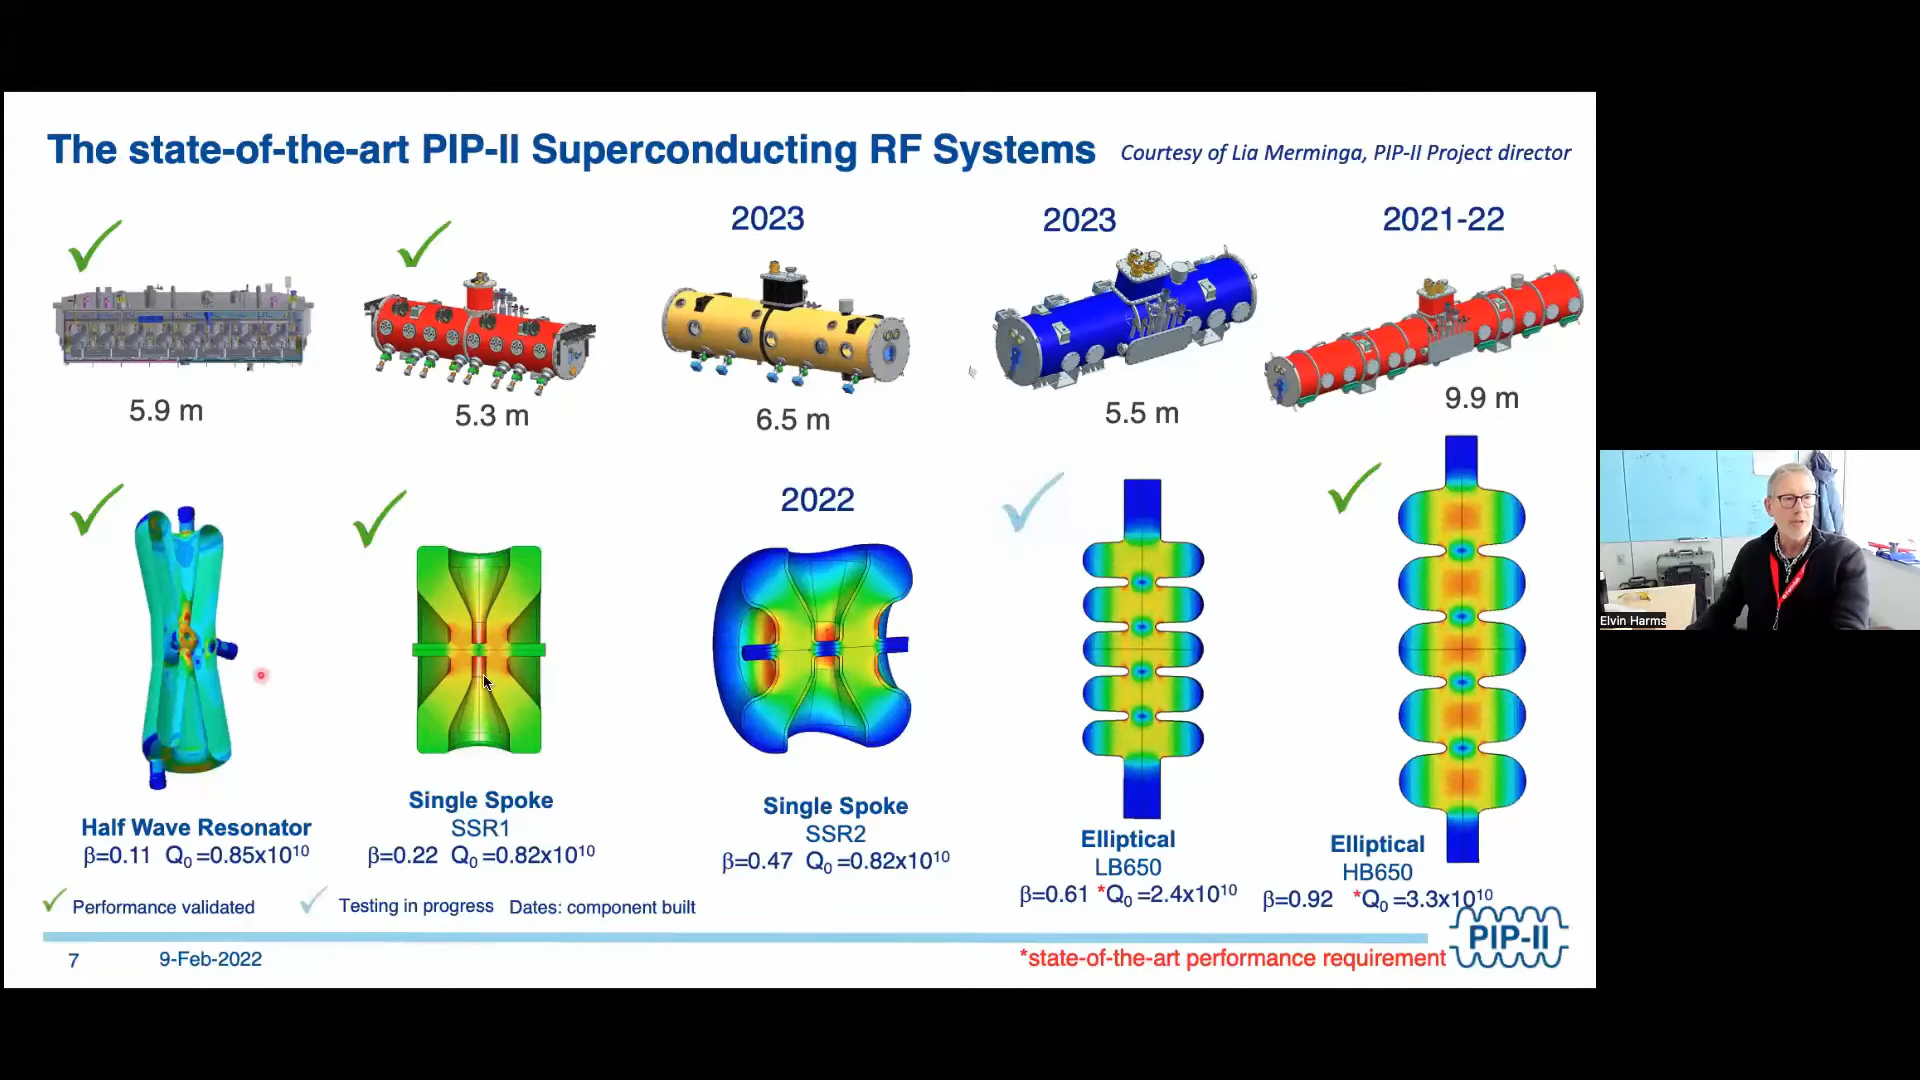 The state-of-the-art PIP-II Superconducting RF Systems
Courtesy of Lia Merminga, PIP-II Project director
2023
2023
2021-22
5.9 m
5.3 m
6.5 m
5.5 m
9.9 m
2022
Half Wave Resonator
β=0.11 Q₀ =0.85x10¹⁰
Single Spoke
SSR1
β=0.22 Q₀ =0.82x10¹⁰
Single Spoke
SSR2
β=0.47 Q₀ =0.82x10¹⁰
Elliptical
LB650
β=0.61 *Q₀ =2.4x10¹⁰
Elliptical
HB650
β=0.92 *Q₀ =3.3x10¹⁰
Performance validated
Testing in progress
Dates: component built
7
9-Feb-2022
*state-of-the-art performance requirement
PIP-II
Elvin Harms